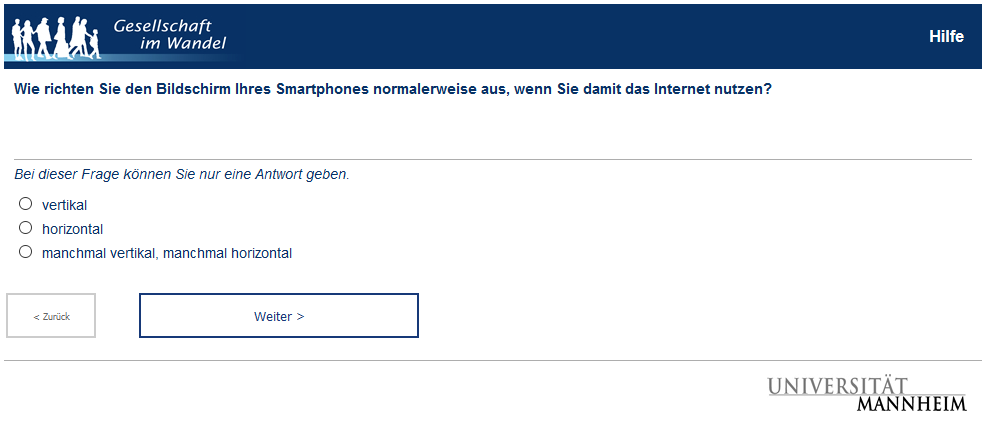 Gesellschaft
im Wandel
Hilfe
Wie richten Sie den Bildschirm Ihres Smartphones normalerweise aus, wenn Sie damit das Internet nutzen?
Bei dieser Frage können Sie nur eine Antwort geben.
vertikal
horizontal
manchmal vertikal, manchmal horizontal
< Zurück
Weiter >
UNIVERSITÄT
MANNHEIM